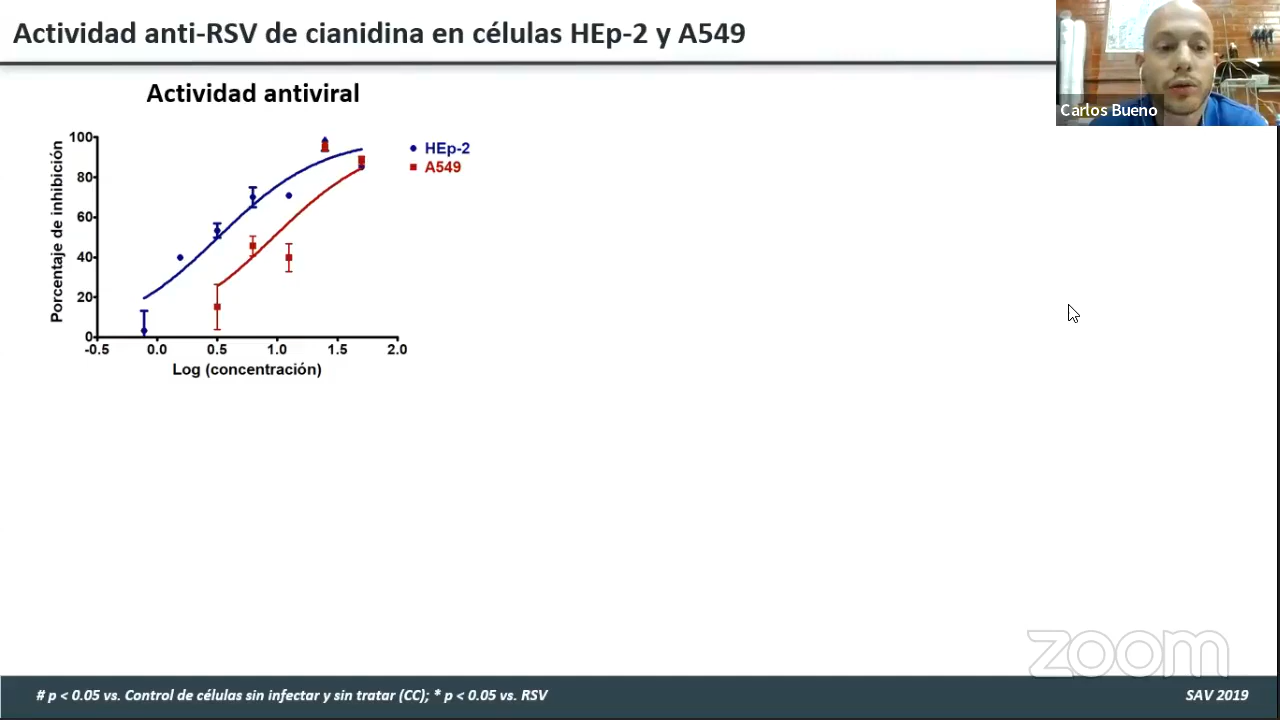 Actividad anti-RSV de cianidina en células HEp-2 y A549
Carlos Bueno
Actividad antiviral
100
80
60
40
20
0
Porcentaje de inhibición
-0.5 0.0 0.5 1.0 1.5 2.0
Log (concentración)
HEp-2
A549
zoom
# p < 0.05 vs. Control de células sin infectar y sin tratar (CC); * p < 0.05 vs. RSV
SAV 2019